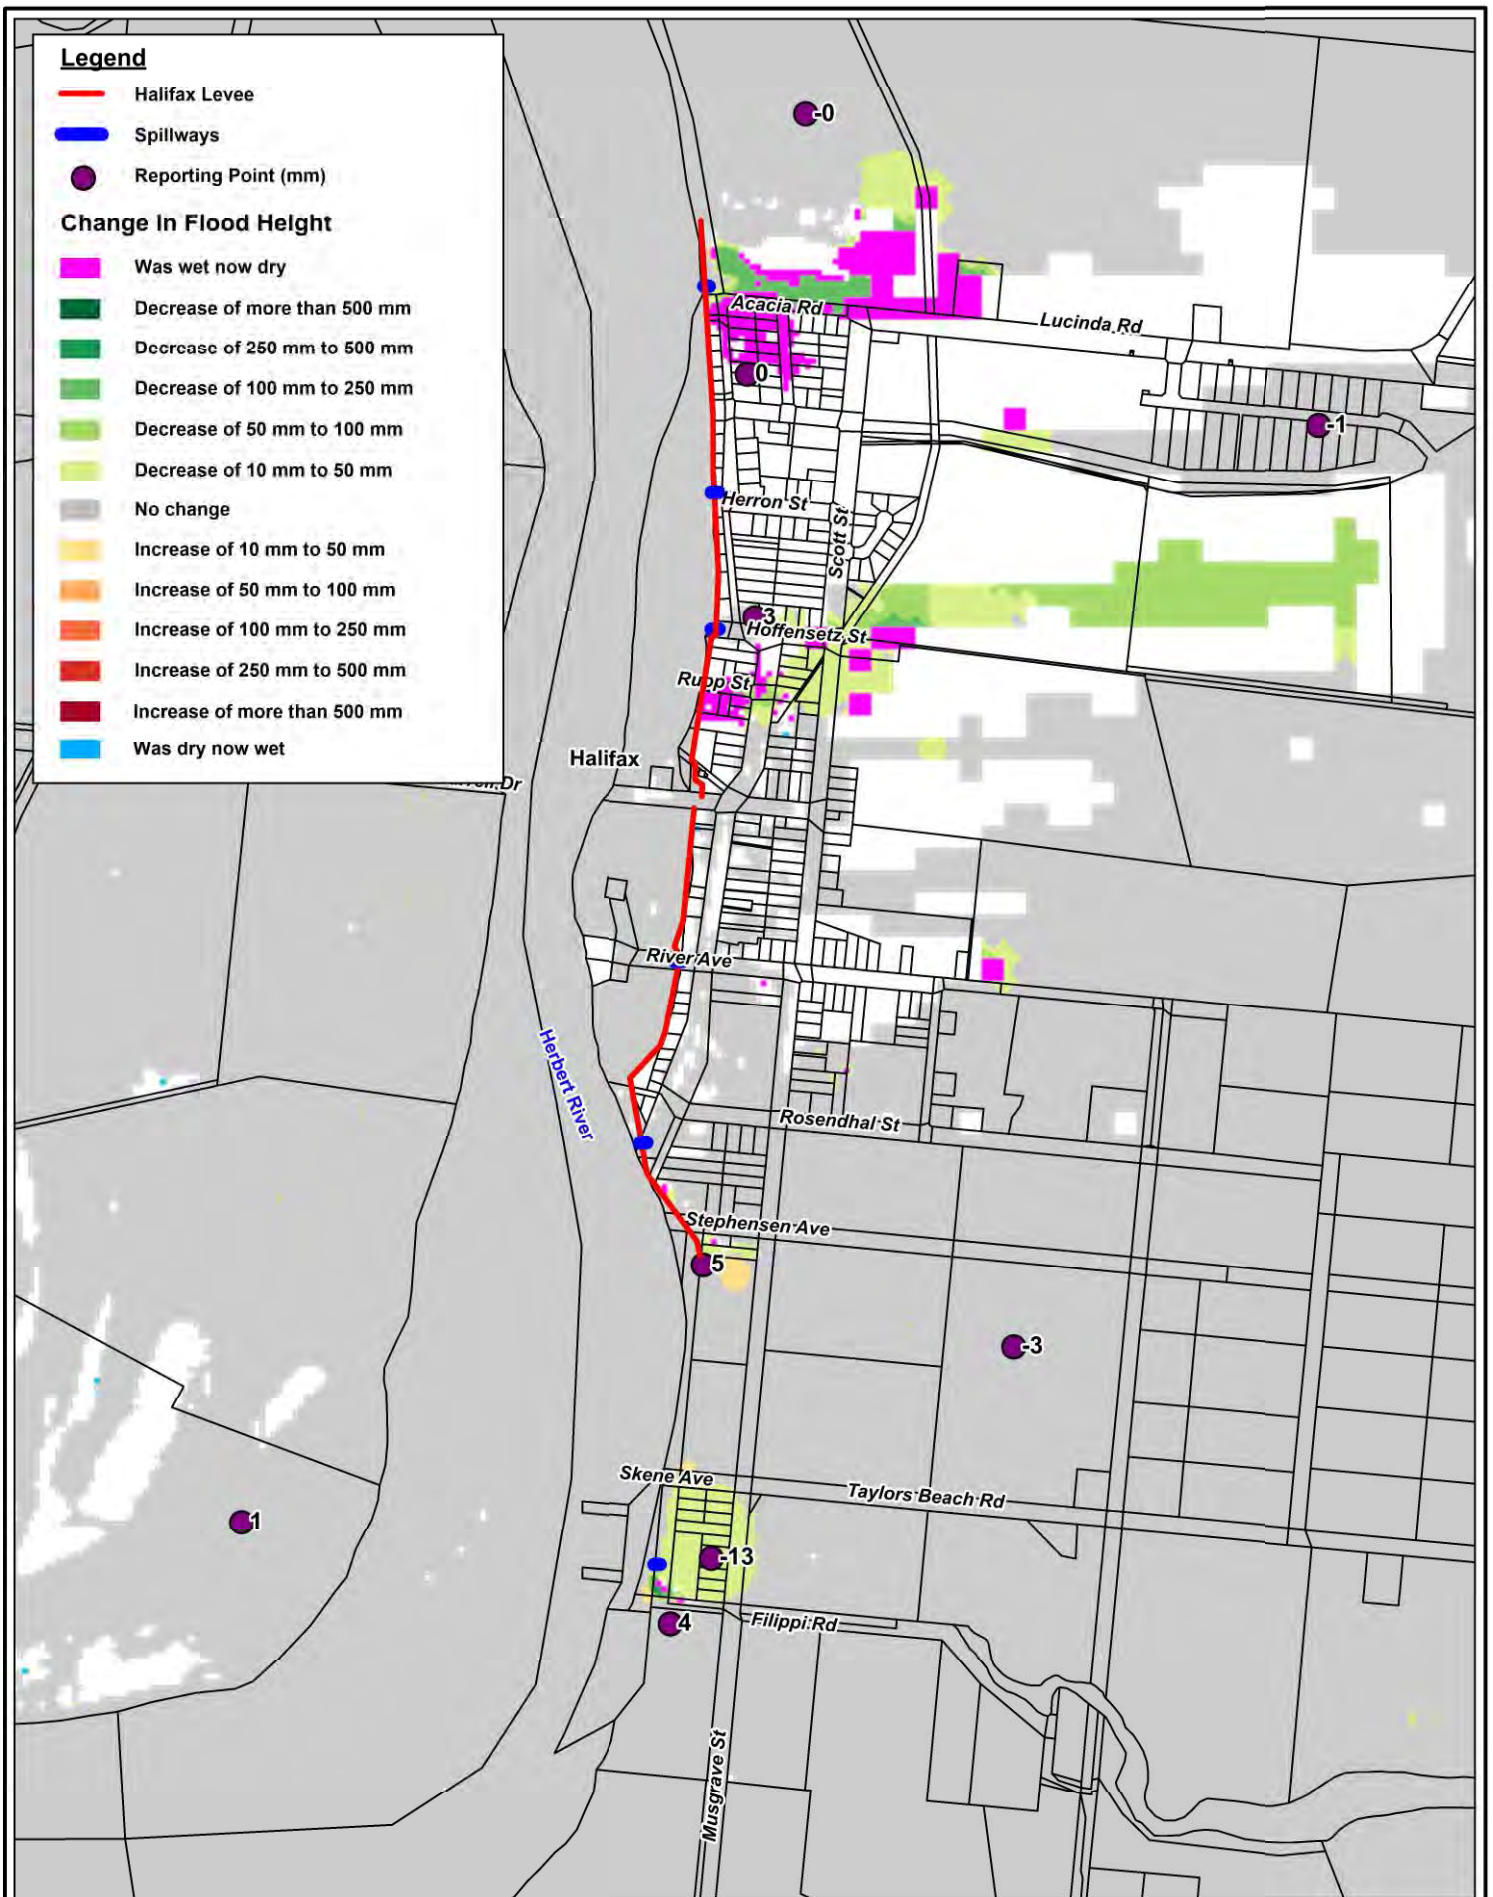 Legend
Halifax Levee
Spillways
Reporting Point (mm)
Change In Flood Height
Was wet now dry
Decrease of more than 500 mm
Decrease of 250 mm to 500 mm
Decrease of 100 mm to 250 mm
Decrease of 50 mm to 100 mm
Decrease of 10 mm to 50 mm
No change
Increase of 10 mm to 50 mm
Increase of 50 mm to 100 mm
Increase of 100 mm to 250 mm
Increase of 250 mm to 500 mm
Increase of more than 500 mm
Was dry now wet
-0
Acacia Rd
Lucinda Rd
0
-1
Herron St
Scott St
3
Hoffensetz St
Rupp St
Halifax
Dr
River Ave
Herbert River
Rosendhal St
Stephensen Ave
5
-3
Skene Ave
Taylors Beach Rd
1
-13
4
Filippi Rd
Musgrave St